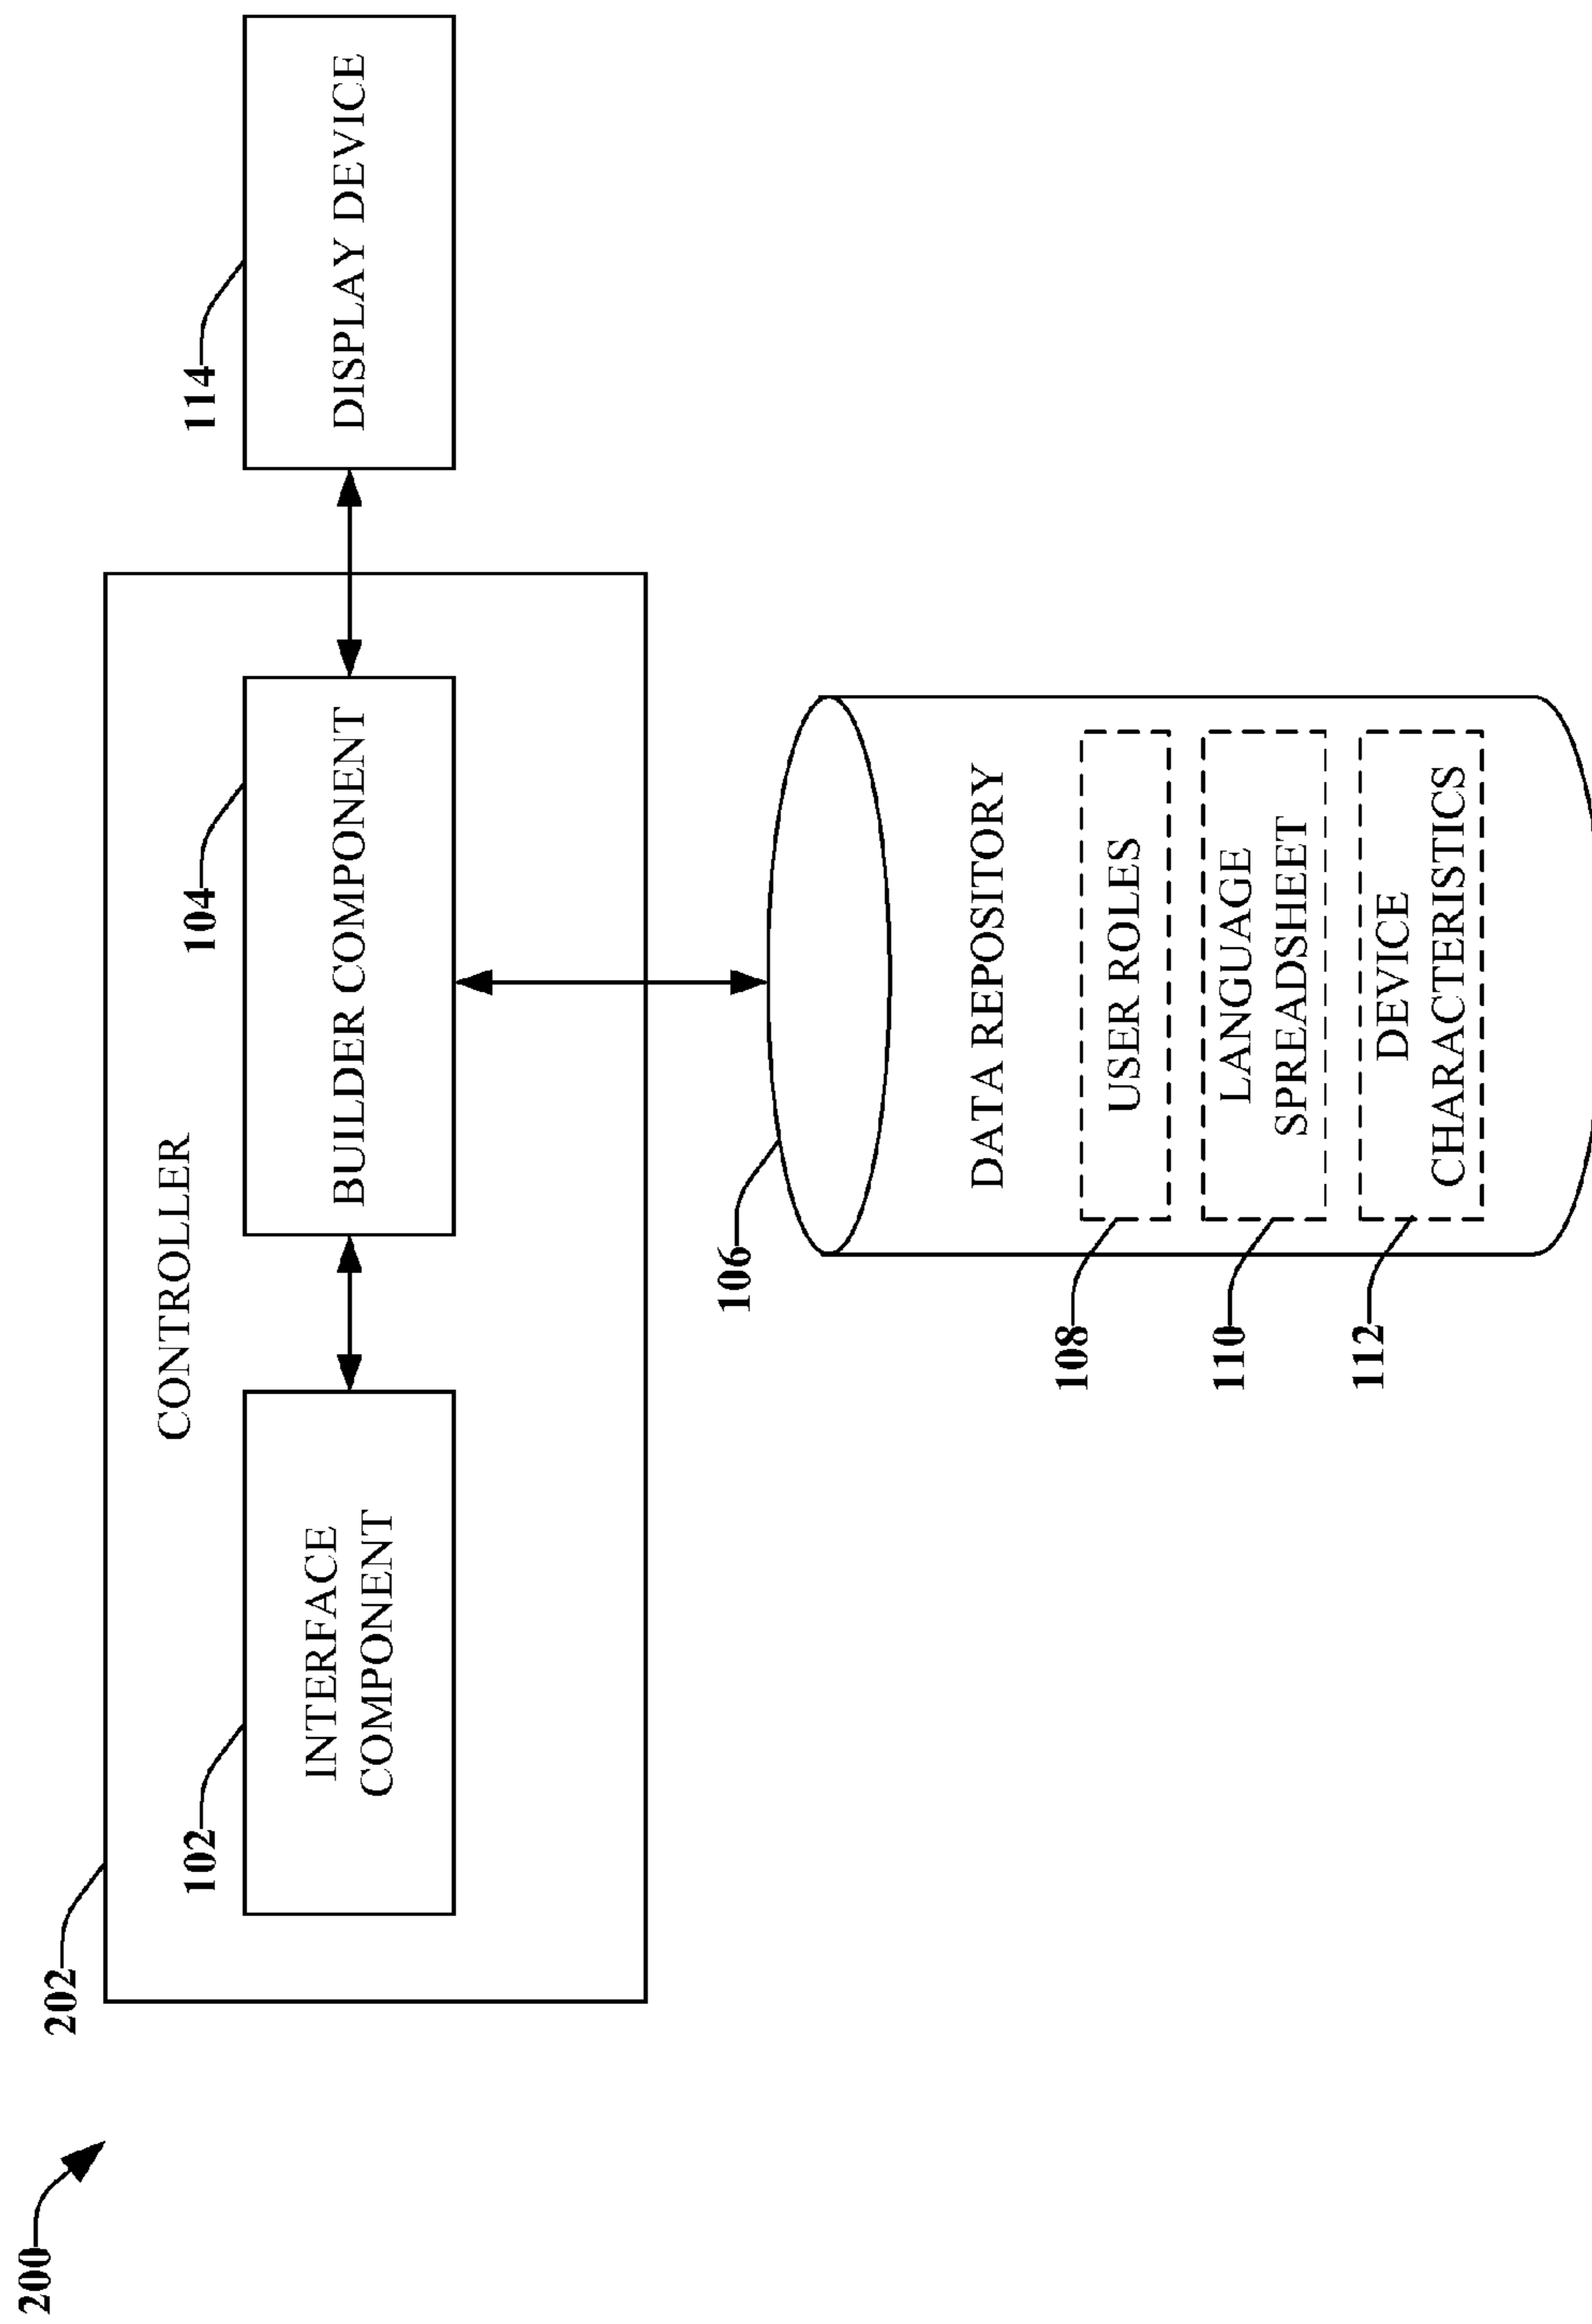 200
202
CONTROLLER
102
INTERFACE
COMPONENT
104
BUILDER COMPONENT
114
DISPLAY DEVICE
106
DATA REPOSITORY
108
USER ROLES
110
LANGUAGE
SPREADSHEET
112
DEVICE
CHARACTERISTICS